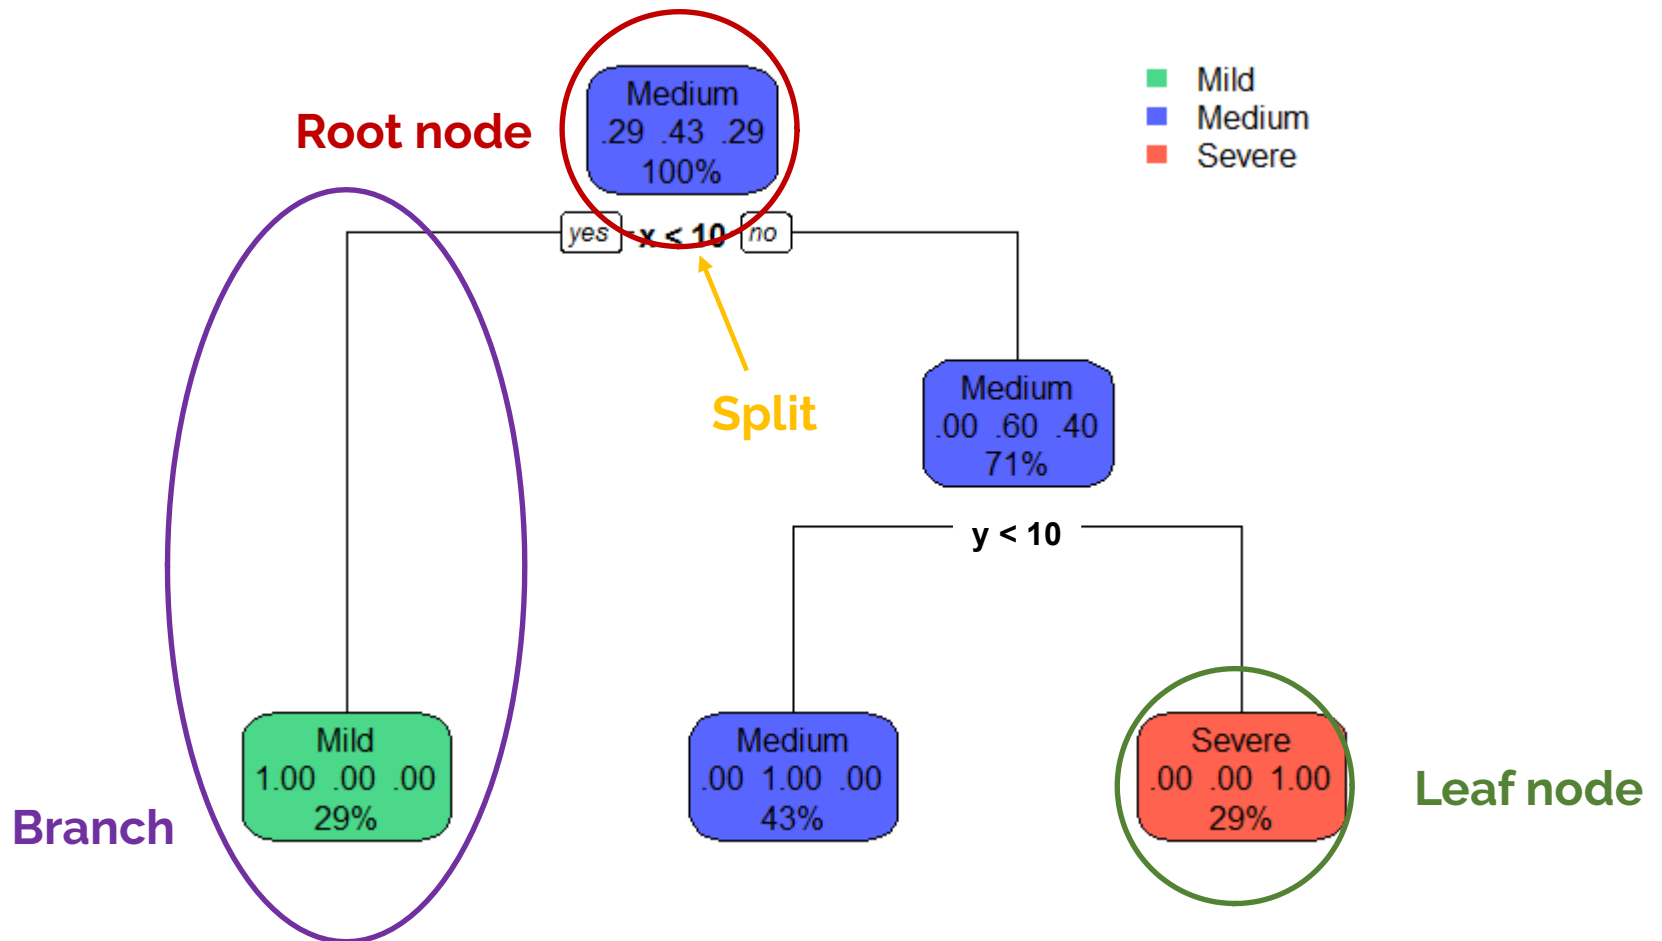 Medium
.29 .43 .29
100%
Root node
Mild
Medium
Severe
yes
x < 10
no
Split
Medium
.00 .60 .40
71%
y < 10
Mild
1.00 .00 .00
29%
Medium
.00 1.00 .00
43%
Severe
.00 .00 1.00
29%
Leaf node
Branch